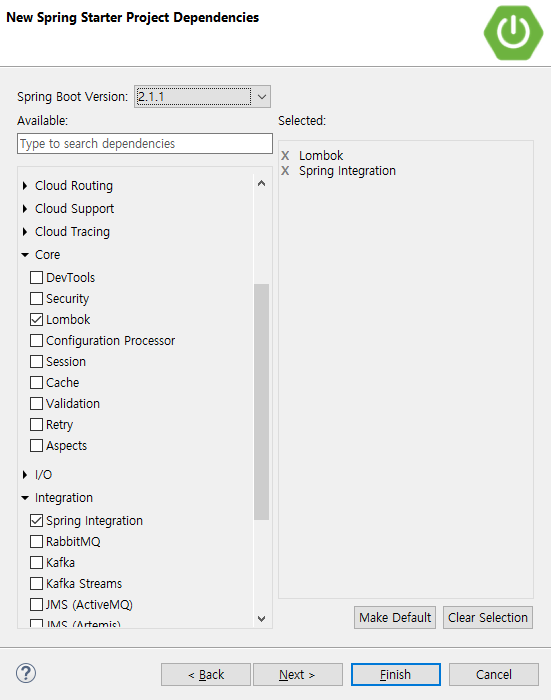 New Spring Starter Project Dependencies
Spring Boot Version: 2.1.1
Available:
Type to search dependencies
Cloud Routing
Cloud Support
Cloud Tracing
Core
DevTools
Security
Lombok
Configuration Processor
Session
Cache
Validation
Retry
Aspects
I/O
Integration
Spring Integration
RabbitMQ
Kafka
Kafka Streams
JMS (ActiveMQ)
JMS (Artemis)
Selected:
X Lombok
X Spring Integration
Make Default Clear Selection
? < Back Next > Finish Cancel